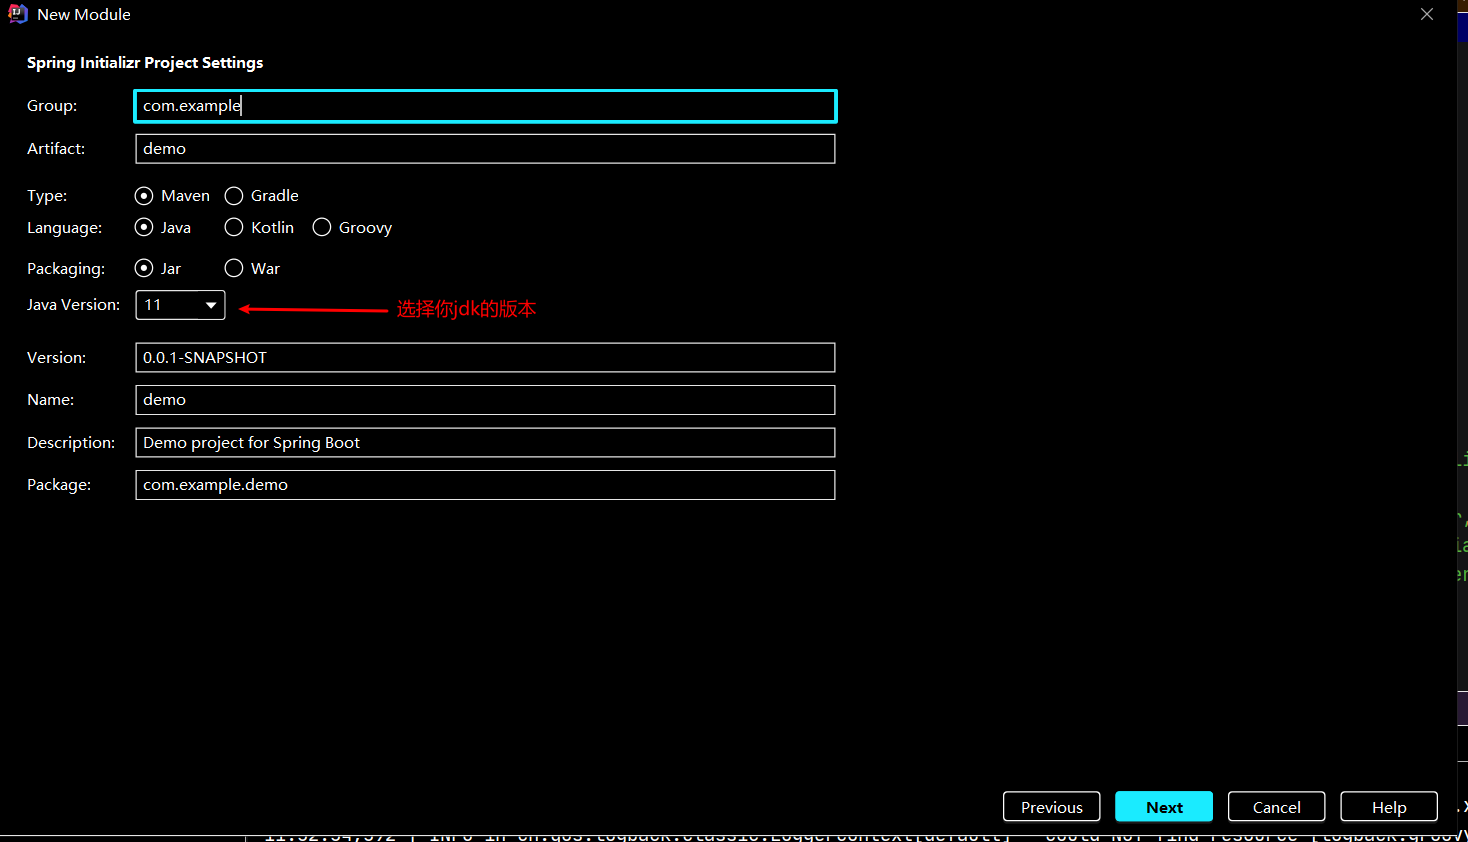 New Module
Spring Initializr Project Settings
Group: com.example
Artifact: demo
Type: Maven Gradle
Language: Java Kotlin Groovy
Packaging: Jar War
Java Version: 11 选择你jdk的版本
Version: 0.0.1-SNAPSHOT
Name: demo
Description: Demo project for Spring Boot
Package: com.example.demo
Previous Next Cancel Help